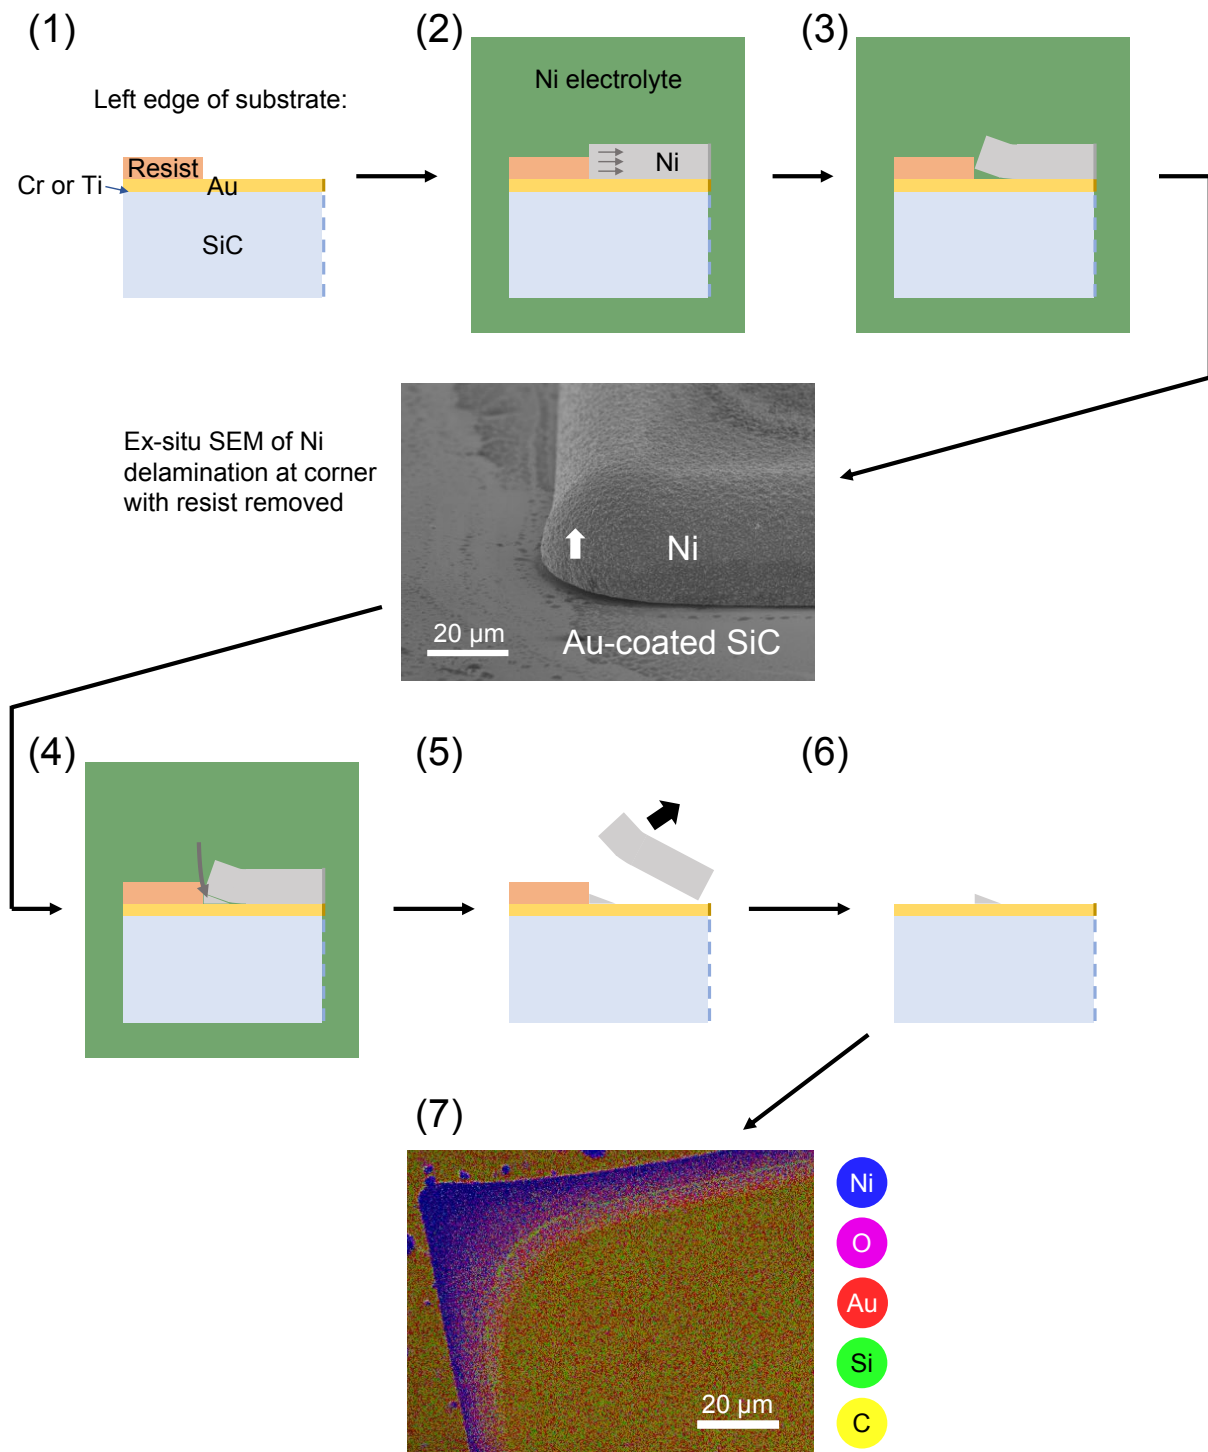 (1)
(2)
(3)
Left edge of substrate:
Ni electrolyte
Resist
Ni
Cr or Ti
Au
SiC
Ex-situ SEM of Ni
delamination at corner
with resist removed
Ni
20 µm
Au-coated SiC
(4)
(5)
(6)
(7)
Ni
O
Au
Si
C
20 µm